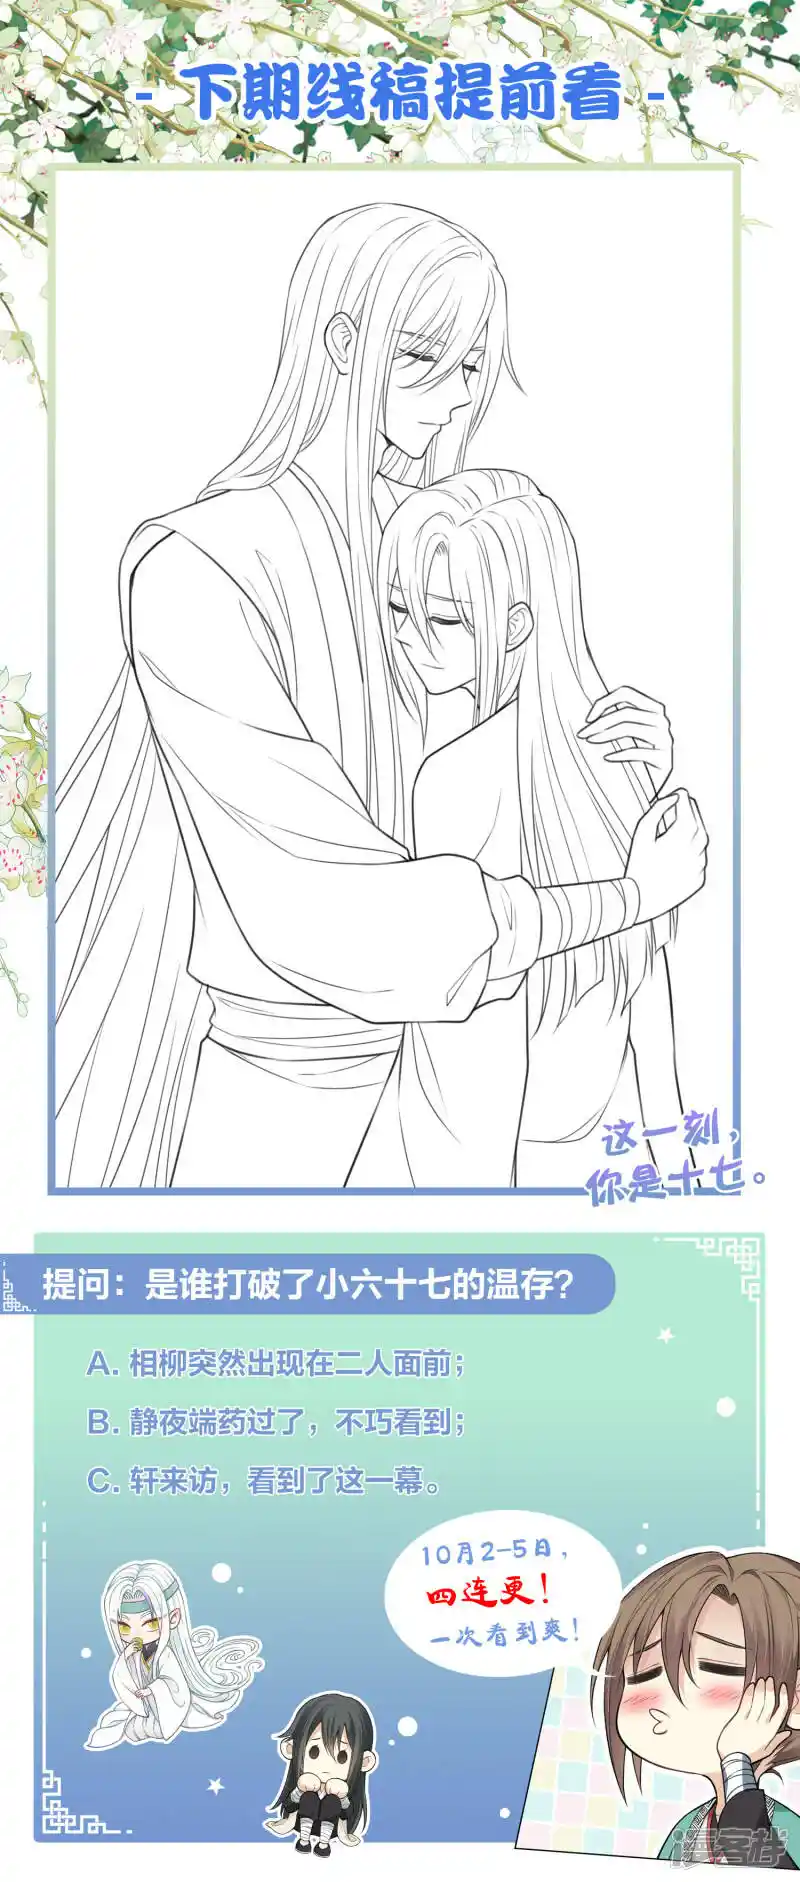 - 下期线稿提前看 -
这一刻，
你是十七。
提问：是谁打破了小六十七的温存？
A. 相柳突然出现在二人面前；
B. 静夜端药过了，不巧看到；
C. 轩来访，看到了这一幕。
10月2-5日，
四连更！
一次看到爽！
漫客栈